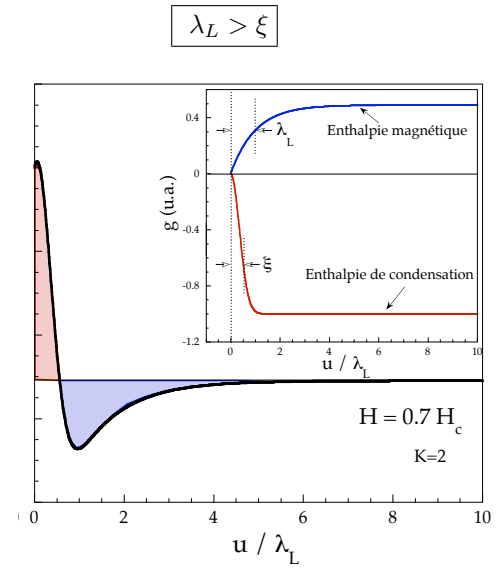 λ_L > ξ
0.4
0
-0.4
-0.8
-1.2
g (u.a.)
λ_L
Enthalpie magnétique
ξ
Enthalpie de condensation
0 2 4 6 8 10
u / λ_L
H = 0.7 H_c
K=2
) 0 2 4 6 8 10
u / λ_L